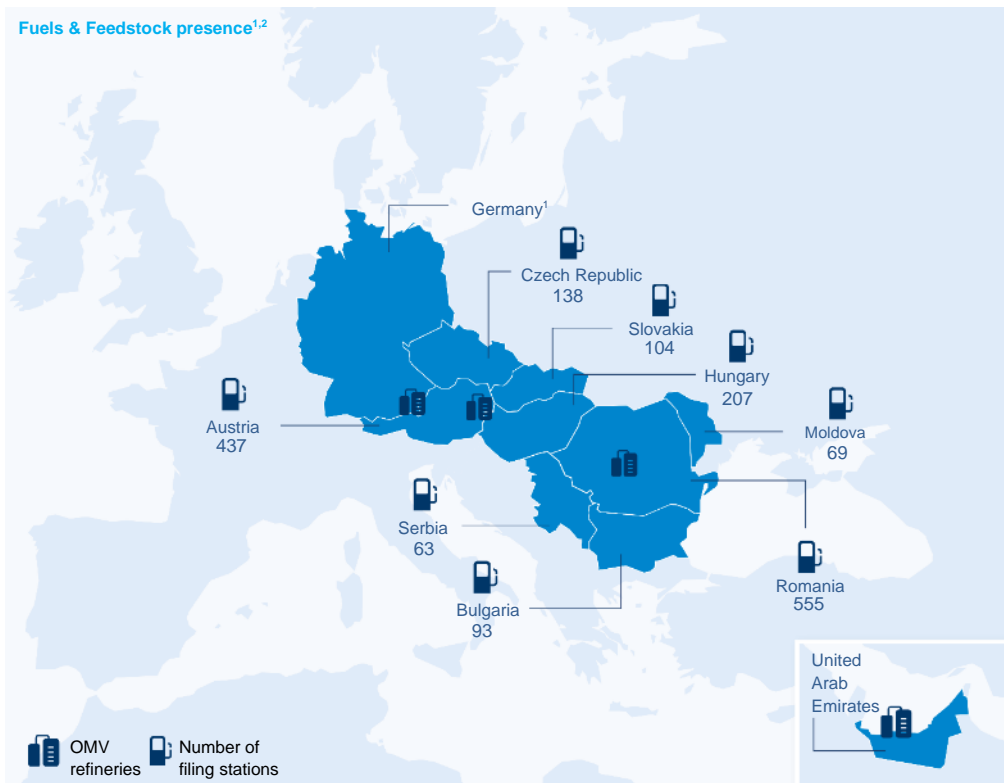 Fuels & Feedstock presence1,2
Germany1
Czech Republic
138
Slovakia
104
Hungary
207
Austria
437
Moldova
69
Serbia
63
Romania
555
Bulgaria
93
United
Arab
Emirates
OMV
refineries
Number of
filing stations